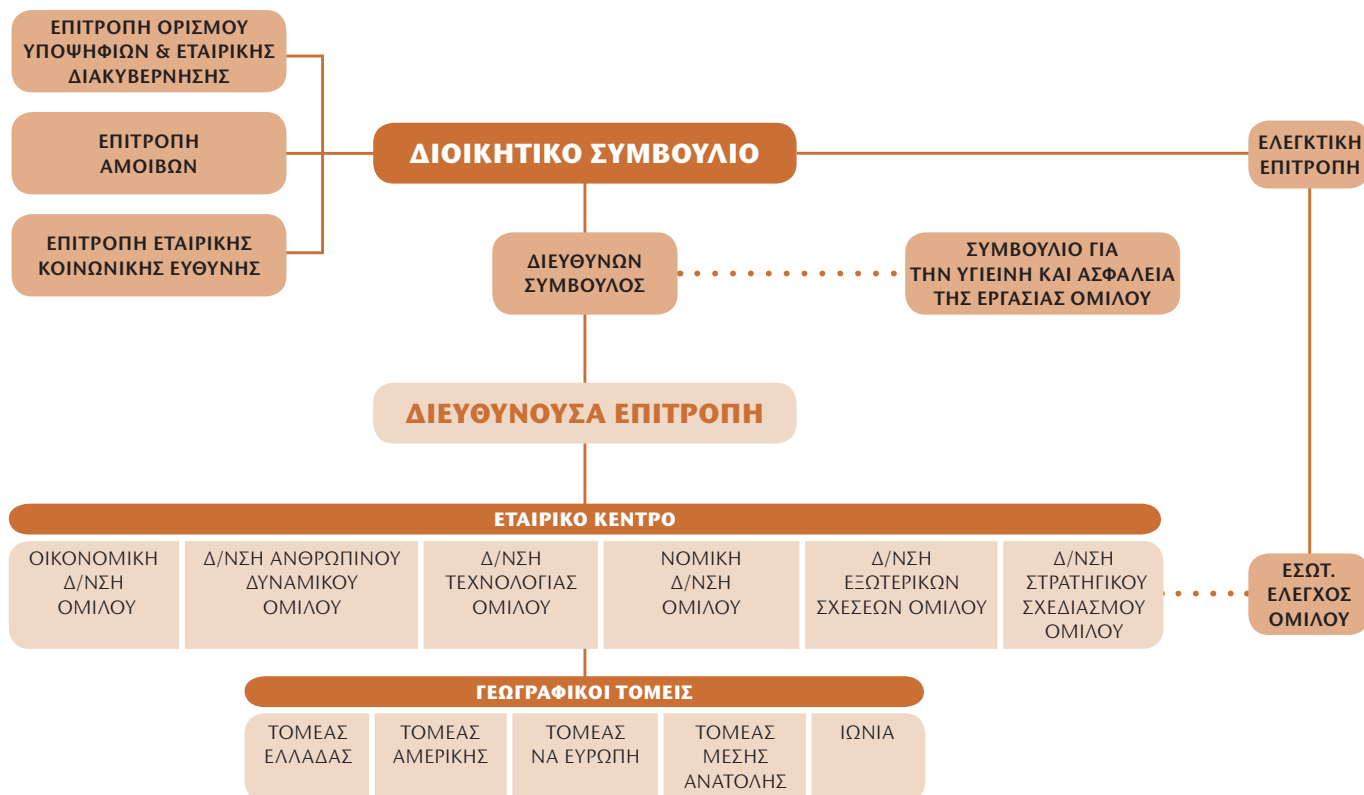 ΕΠΙΤΡΟΠΗ ΟΡΙΣΜΟΥ
ΥΠΟΨΗΦΙΩΝ & ΕΤΑΙΡΙΚΗΣ
ΔΙΑΚΥΒΕΡΝΗΣΗΣ
ΕΠΙΤΡΟΠΗ
ΑΜΟΙΒΩΝ
ΕΠΙΤΡΟΠΗ ΕΤΑΙΡΙΚΗΣ
ΚΟΙΝΩΝΙΚΗΣ ΕΥΘΥΝΗΣ
ΔΙΟΙΚΗΤΙΚΟ ΣΥΜΒΟΥΛΙΟ
ΕΛΕΓΚΤΙΚΗ
ΕΠΙΤΡΟΠΗ
ΔΙΕΥΘΥΝΩΝ
ΣΥΜΒΟΥΛΟΣ
ΣΥΜΒΟΥΛΙΟ ΓΙΑ
ΤΗΝ ΥΓΙΕΙΝΗ ΚΑΙ ΑΣΦΑΛΕΙΑ
ΤΗΣ ΕΡΓΑΣΙΑΣ ΟΜΙΛΟΥ
ΔΙΕΥΘΥΝΟΥΣΑ ΕΠΙΤΡΟΠΗ
ΕΤΑΙΡΙΚΟ ΚΕΝΤΡΟ
ΟΙΚΟΝΟΜΙΚΗ
Δ/ΝΣΗ
ΟΜΙΛΟΥ
Δ/ΝΣΗ ΑΝΘΡΩΠΙΝΟΥ
ΔΥΝΑΜΙΚΟΥ
ΟΜΙΛΟΥ
Δ/ΝΣΗ
ΤΕΧΝΟΛΟΓΙΑΣ
ΟΜΙΛΟΥ
ΝΟΜΙΚΗ
Δ/ΝΣΗ
ΟΜΙΛΟΥ
Δ/ΝΣΗ
ΕΞΩΤΕΡΙΚΩΝ
ΣΧΕΣΕΩΝ ΟΜΙΛΟΥ
Δ/ΝΣΗ
ΣΤΡΑΤΗΓΙΚΟΥ
ΣΧΕΔΙΑΣΜΟΥ
ΟΜΙΛΟΥ
ΕΣΩΤ.
ΕΛΕΓΧΟΣ
ΟΜΙΛΟΥ
ΓΕΩΓΡΑΦΙΚΟΙ ΤΟΜΕΙΣ
ΤΟΜΕΑΣ
ΕΛΛΑΔΑΣ
ΤΟΜΕΑΣ
ΑΜΕΡΙΚΗΣ
ΤΟΜΕΑΣ
ΝΑ ΕΥΡΩΠΗ
ΤΟΜΕΑΣ
ΜΕΣΗΣ
ΑΝΑΤΟΛΗΣ
ΙΩΝΙΑ